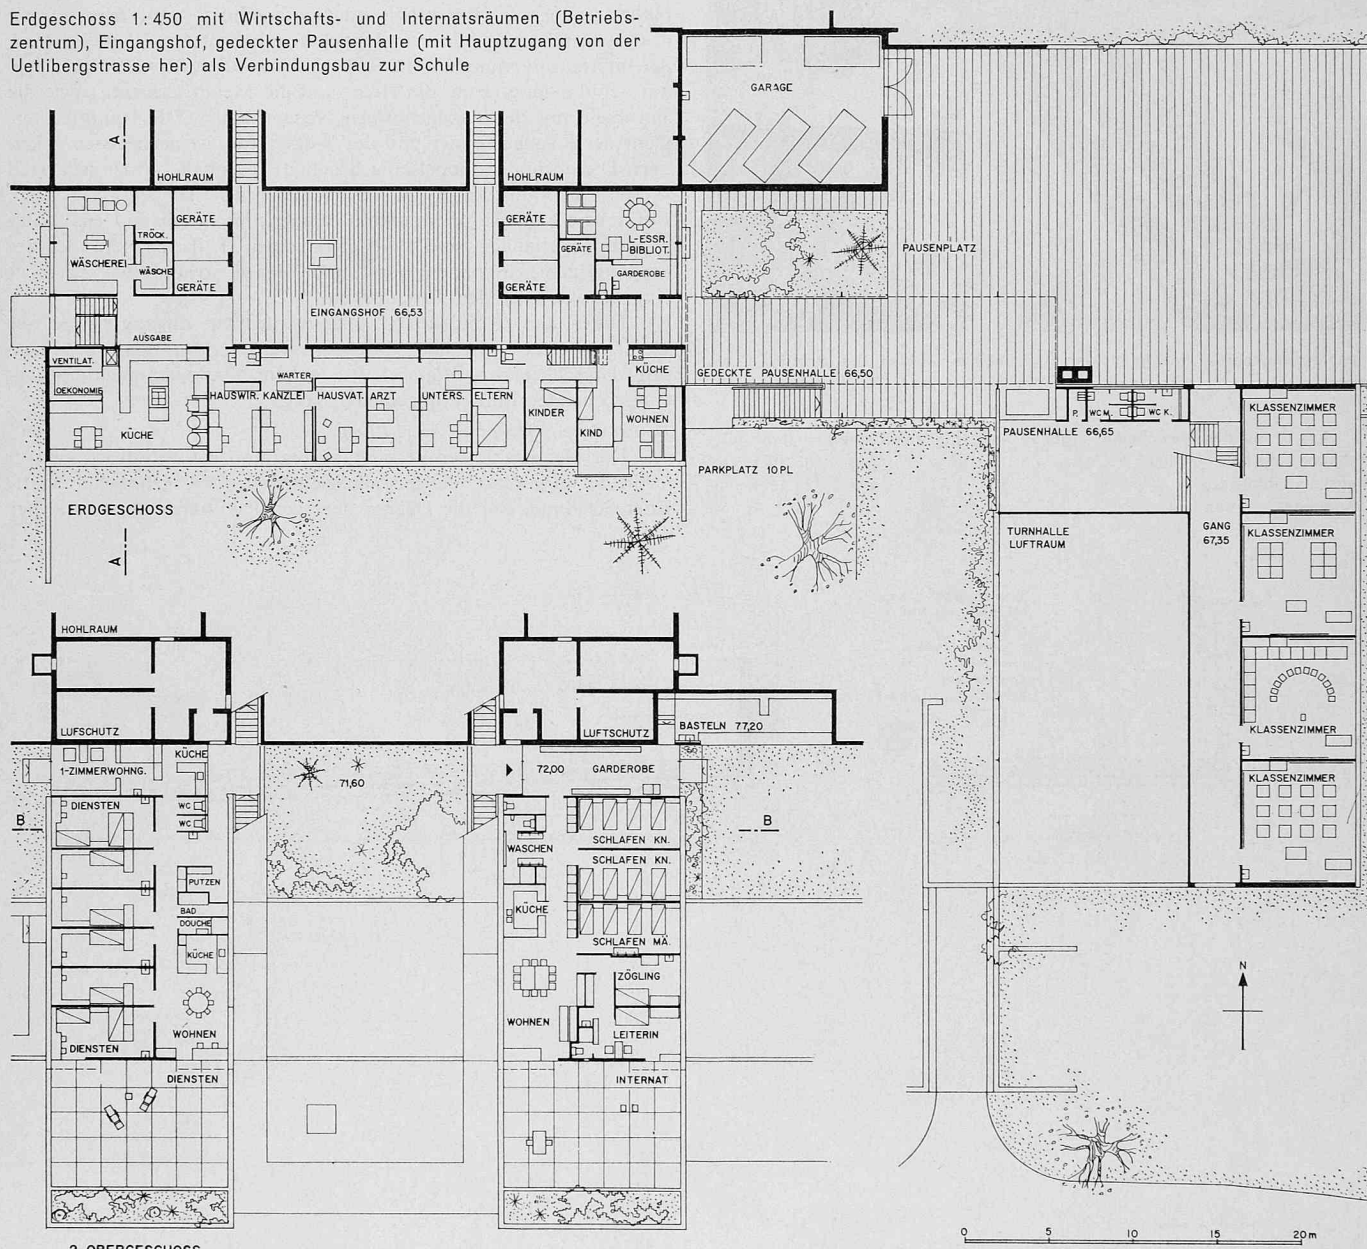 Erdgeschoss 1:450 mit Wirtschafts- und Internatsräumen (Betriebs-
zentrum), Eingangshof, gedeckter Pausenhalle (mit Hauptzugang von der
Uetlibergstrasse her) als Verbindungsbau zur Schule
GARAGE
A
HOHLRAUM
HOHLRAUM
GERÄTE
GERÄTE
TRÖCK.
WÄSCHEREI
WÄSCHE
GERÄTE
GERÄTE
GERÄTE
L-ESSR.
BIBLIOT.
GARDEROBE
PAUSENPLATZ
EINGANGSHOF 66,53
AUSGABE
VENTILAT.
OEKONOMIE
KÜCHE
HAUSWIR.
KANZLEI
WARTER
HAUSVAT.
ARZT
UNTERS.
ELTERN
KINDER
KIND
KÜCHE
WOHNEN
GEDECKTE PAUSENHALLE 66,50
P.
WC M.
WC K.
PAUSENHALLE 66,65
KLASSENZIMMER
PARKPLATZ 10 PL
ERDGESCHOSS
A
TURNHALLE
LUFTRAUM
GANG
67,35
KLASSENZIMMER
KLASSENZIMMER
KLASSENZIMMER
HOHLRAUM
LUFSCHUTZ
LUFTSCHUTZ
BASTELN 77,20
KÜCHE
1-ZIMMERWOHNG.
71,60
72,00
GARDEROBE
DIENSTEN
WC
WC
B
B
WASCHEN
SCHLAFEN KN.
SCHLAFEN KN.
PUTZEN
BAD
DOUCHE
KÜCHE
KÜCHE
SCHLAFEN MÄ.
ZÖGLING
WOHNEN
WOHNEN
LEITERIN
DIENSTEN
DIENSTEN
INTERNAT
N
0 5 10 15 20 m
2. OBERGESCHOSS